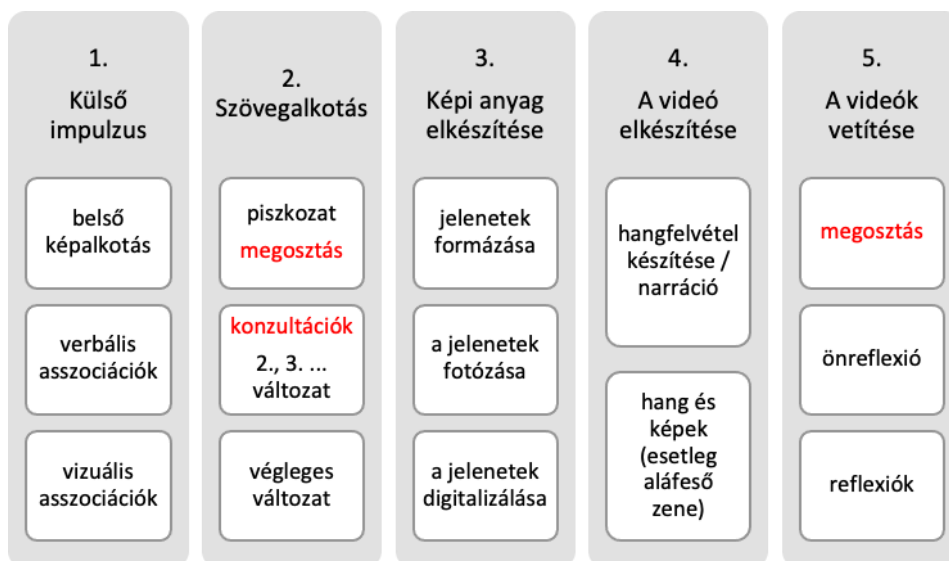 1.
Külső
impulzus
belső
képalkotás
verbális
asszociációk
vizuális
asszociációk
2.
Szövegalkotás
piszkozat
megosztás
konzultációk
2., 3. ...
változat
végleges
változat
3.
Képi anyag
elkészítése
jelenetek
formázása
a jelenetek
fotózása
a jelenetek
digitalizálása
4.
A videó
elkészítése
hangfelvétel
készítése /
narráció
hang és
képek
(esetleg
aláfeső
zene)
5.
A videók
vetítése
megosztás
önreflexió
reflexiók